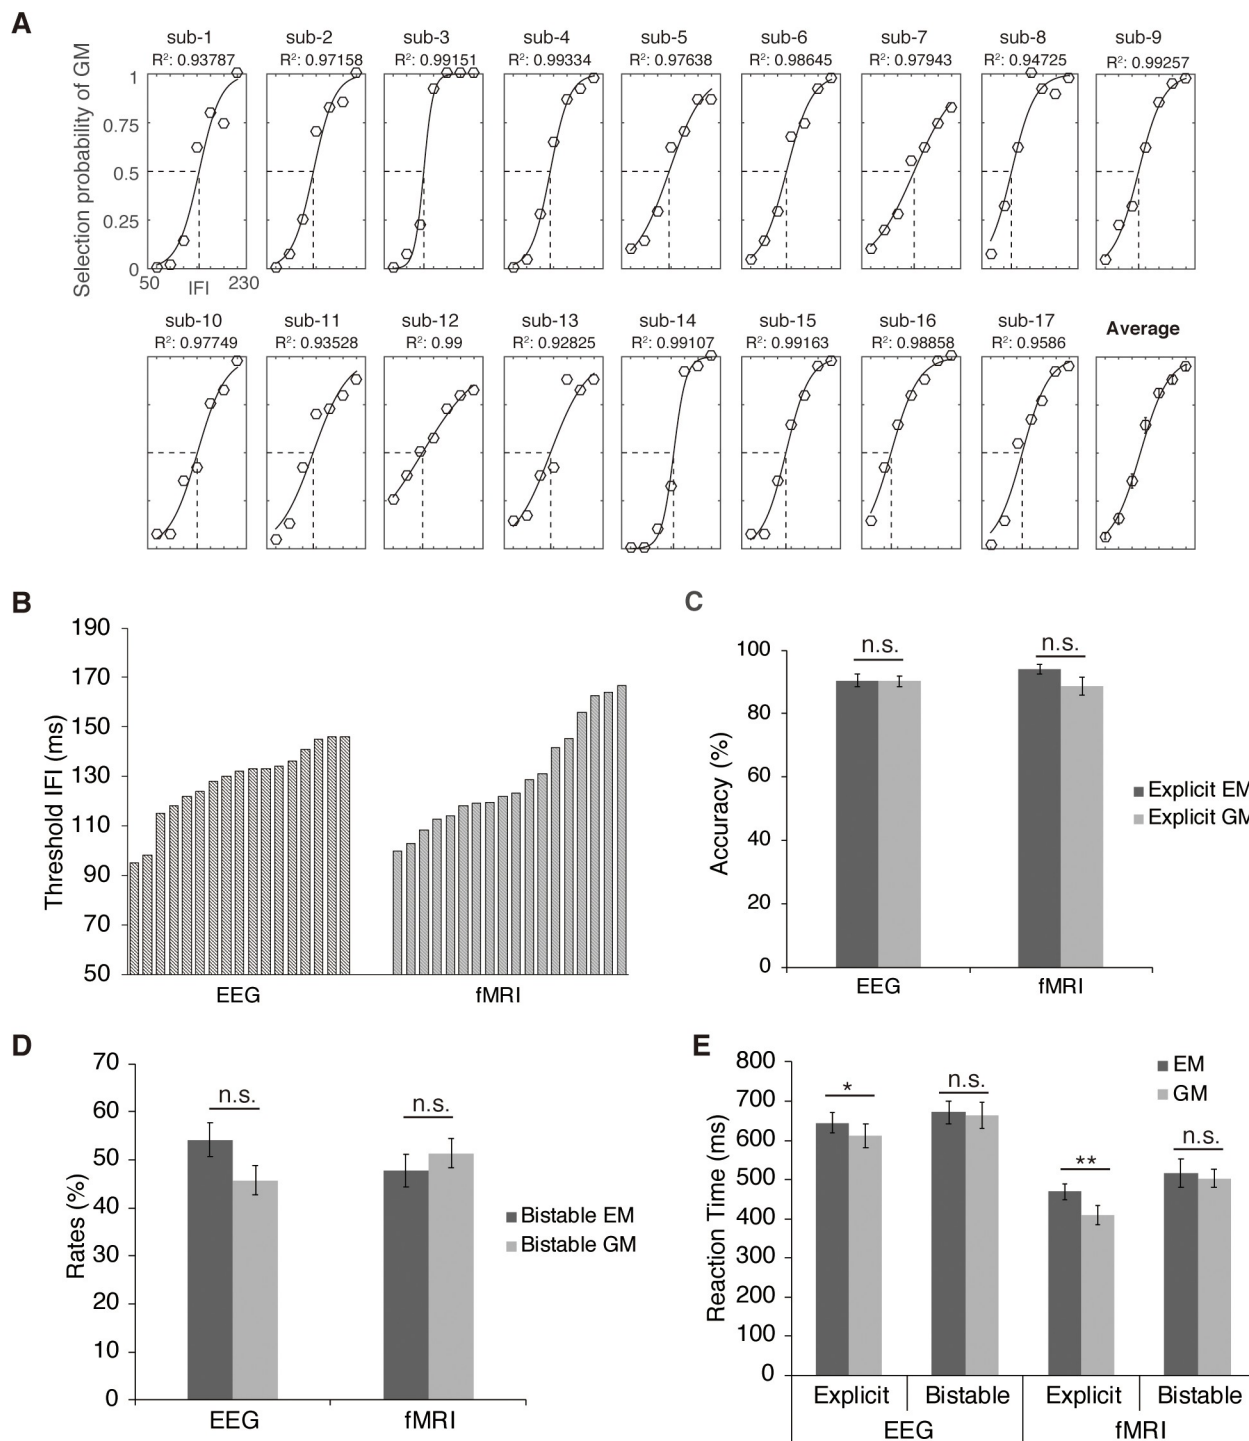 A
sub-1 sub-2 sub-3 sub-4 sub-5 sub-6 sub-7 sub-8 sub-9
R²: 0.93787 R²: 0.97158 R²: 0.99151 R²: 0.99334 R²: 0.97638 R²: 0.98645 R²: 0.97943 R²: 0.94725 R²: 0.99257
Selection probability of GM
1
0.75
0.5
0.25
0
50 IFI 230
sub-10 sub-11 sub-12 sub-13 sub-14 sub-15 sub-16 sub-17 Average
R²: 0.97749 R²: 0.93528 R²: 0.99 R²: 0.92825 R²: 0.99107 R²: 0.99163 R²: 0.98858 R²: 0.9586
B
Threshold IFI (ms)
190
170
150
130
110
90
70
50
EEG fMRI
C
Accuracy (%)
100
80
60
40
20
0
n.s. n.s.
EEG fMRI
Explicit EM
Explicit GM
D
Rates (%)
70
60
50
40
30
20
10
0
n.s. n.s.
EEG fMRI
Bistable EM
Bistable GM
E
Reaction Time (ms)
800
700
600
500
400
300
200
100
0
EM
GM
* n.s. ** n.s.
Explicit Bistable Explicit Bistable
EEG fMRI